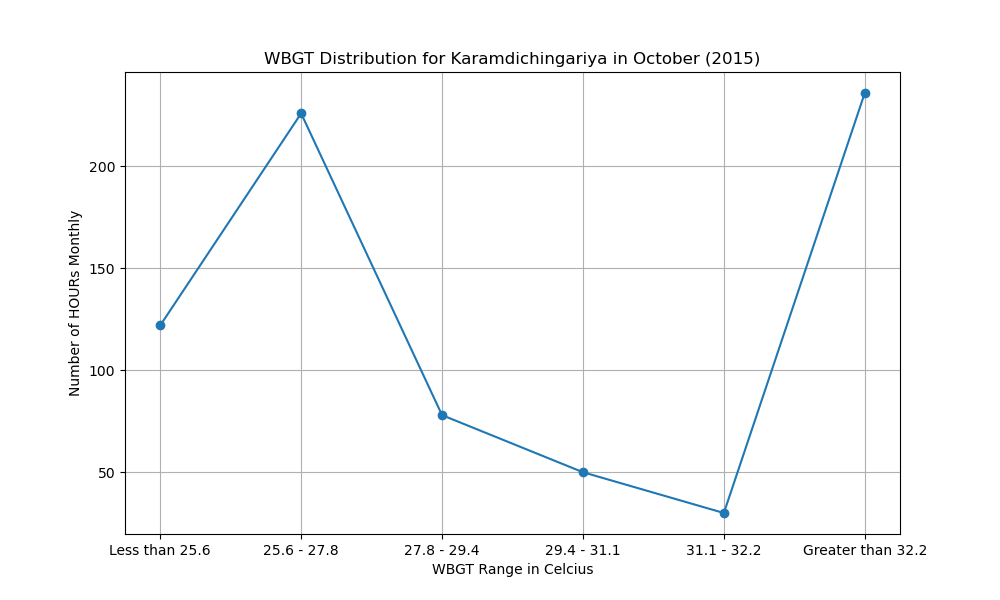 WBGT Distribution for Karamdichingariya in October (2015)
Number of HOURs Monthly
200
150
100
50
Less than 25.6
25.6 - 27.8
27.8 - 29.4
29.4 - 31.1
31.1 - 32.2
Greater than 32.2
WBGT Range in Celcius